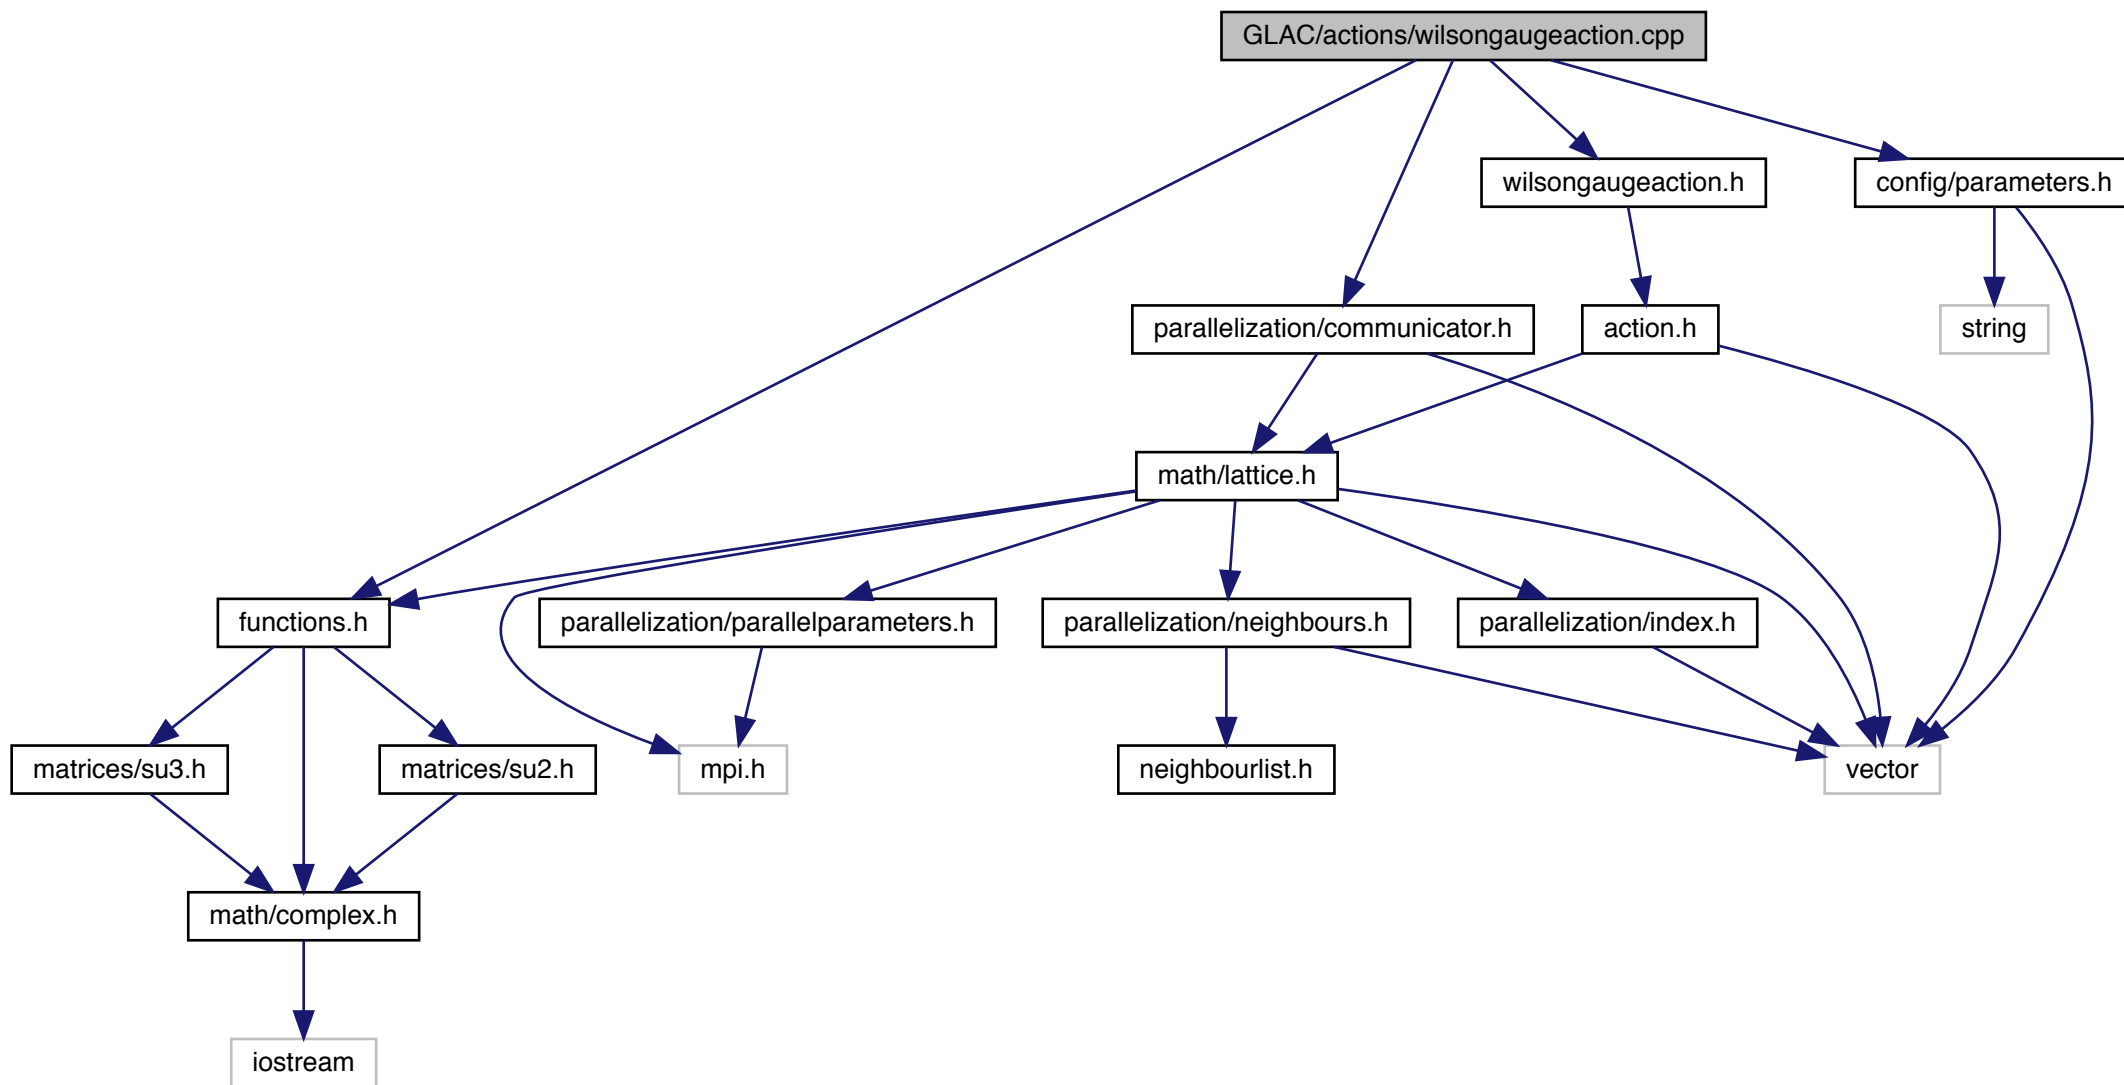 GLAC/actions/wilsongaugeaction.cpp
wilsongaugeaction.h
config/parameters.h
parallelization/communicator.h
action.h
string
math/lattice.h
functions.h
parallelization/parallelparameters.h
parallelization/neighbours.h
parallelization/index.h
matrices/su3.h
matrices/su2.h
mpi.h
neighbourlist.h
vector
math/complex.h
iostream